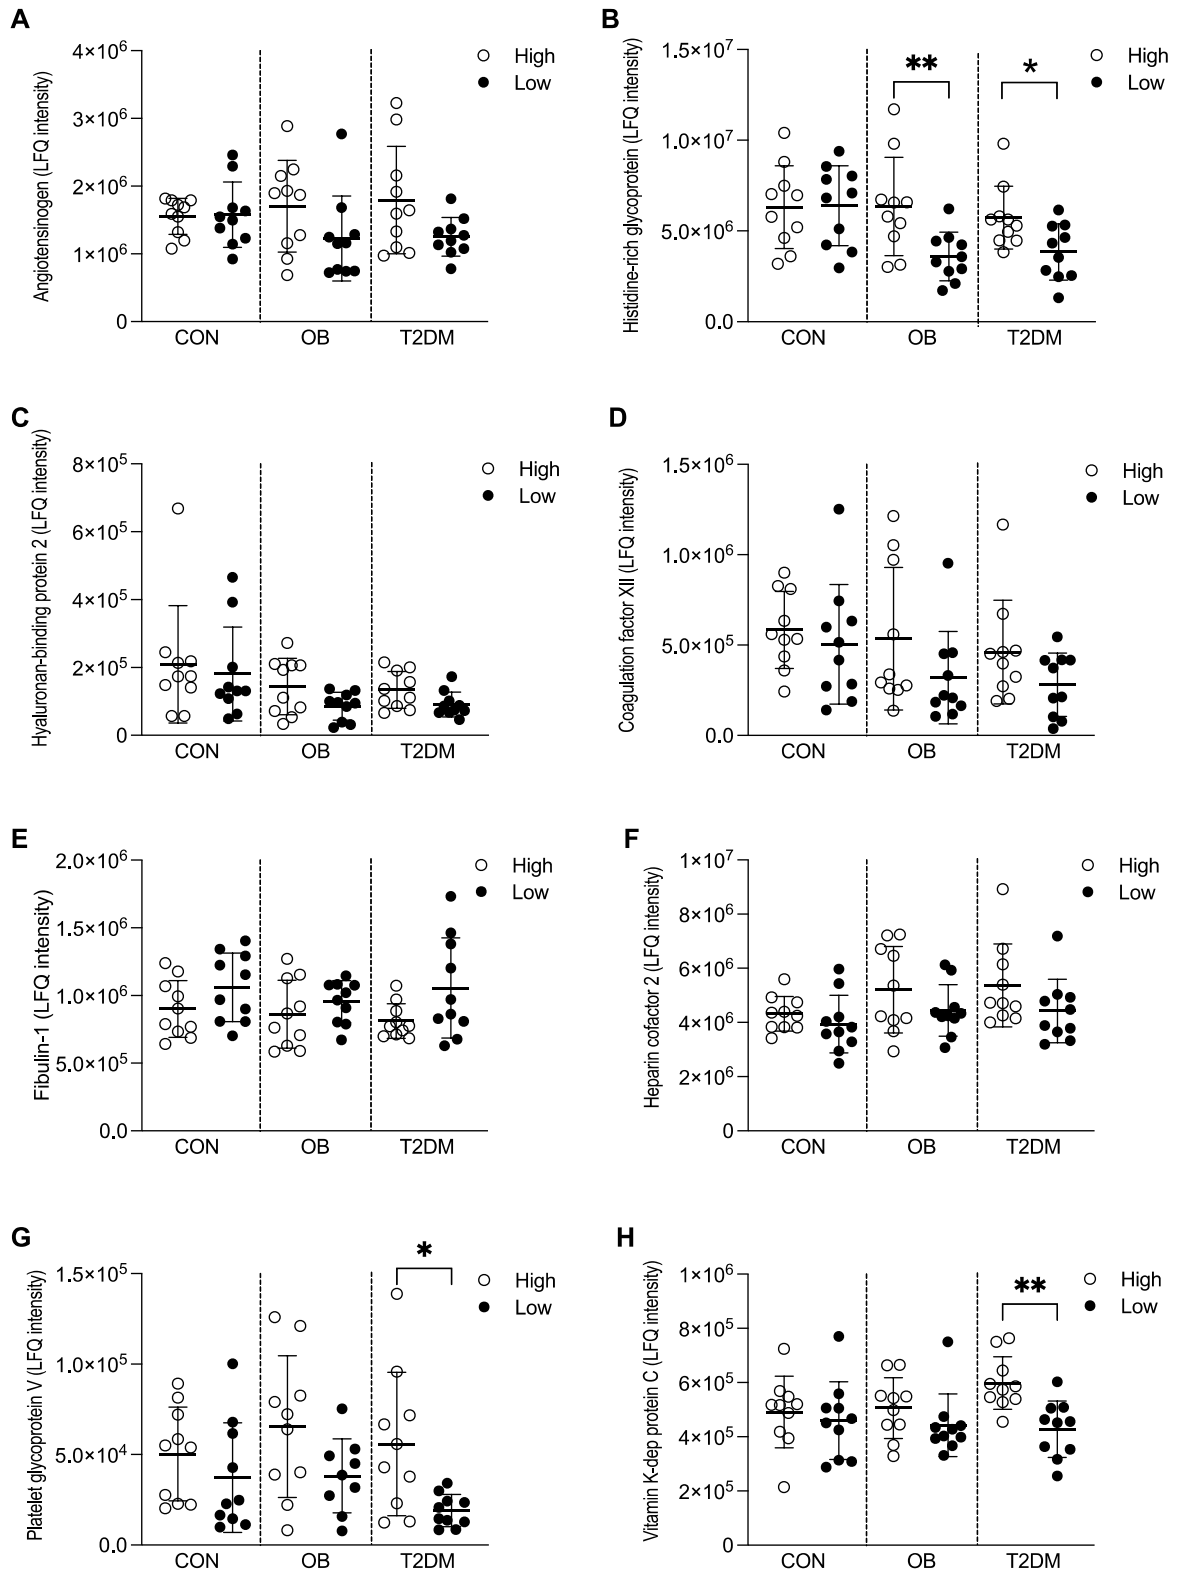 A
Angiotensinogen (LFQ intensity)
4×10⁶
3×10⁶
2×10⁶
1×10⁶
0
High
Low
CON OB T2DM
B
Histidine-rich glycoprotein (LFQ intensity)
1.5×10⁷
1.0×10⁷
5.0×10⁶
0.0
** *
High
Low
CON OB T2DM
C
Hyaluronan-binding protein 2 (LFQ intensity)
8×10⁵
6×10⁵
4×10⁵
2×10⁵
0
High
Low
CON OB T2DM
D
Coagulation factor XII (LFQ intensity)
1.5×10⁶
1.0×10⁶
5.0×10⁵
0.0
High
Low
CON OB T2DM
E
Fibulin-1 (LFQ intensity)
2.0×10⁶
1.5×10⁶
1.0×10⁶
5.0×10⁵
0.0
High
Low
CON OB T2DM
F
Heparin cofactor 2 (LFQ intensity)
1×10⁷
8×10⁶
6×10⁶
4×10⁶
2×10⁶
0
High
Low
CON OB T2DM
G
Platelet glycoprotein V (LFQ intensity)
1.5×10⁵
1.0×10⁵
5.0×10⁴
0.0
*
High
Low
CON OB T2DM
H
Vitamin K-dep protein C (LFQ intensity)
1×10⁶
8×10⁵
6×10⁵
4×10⁵
2×10⁵
0
**
High
Low
CON OB T2DM